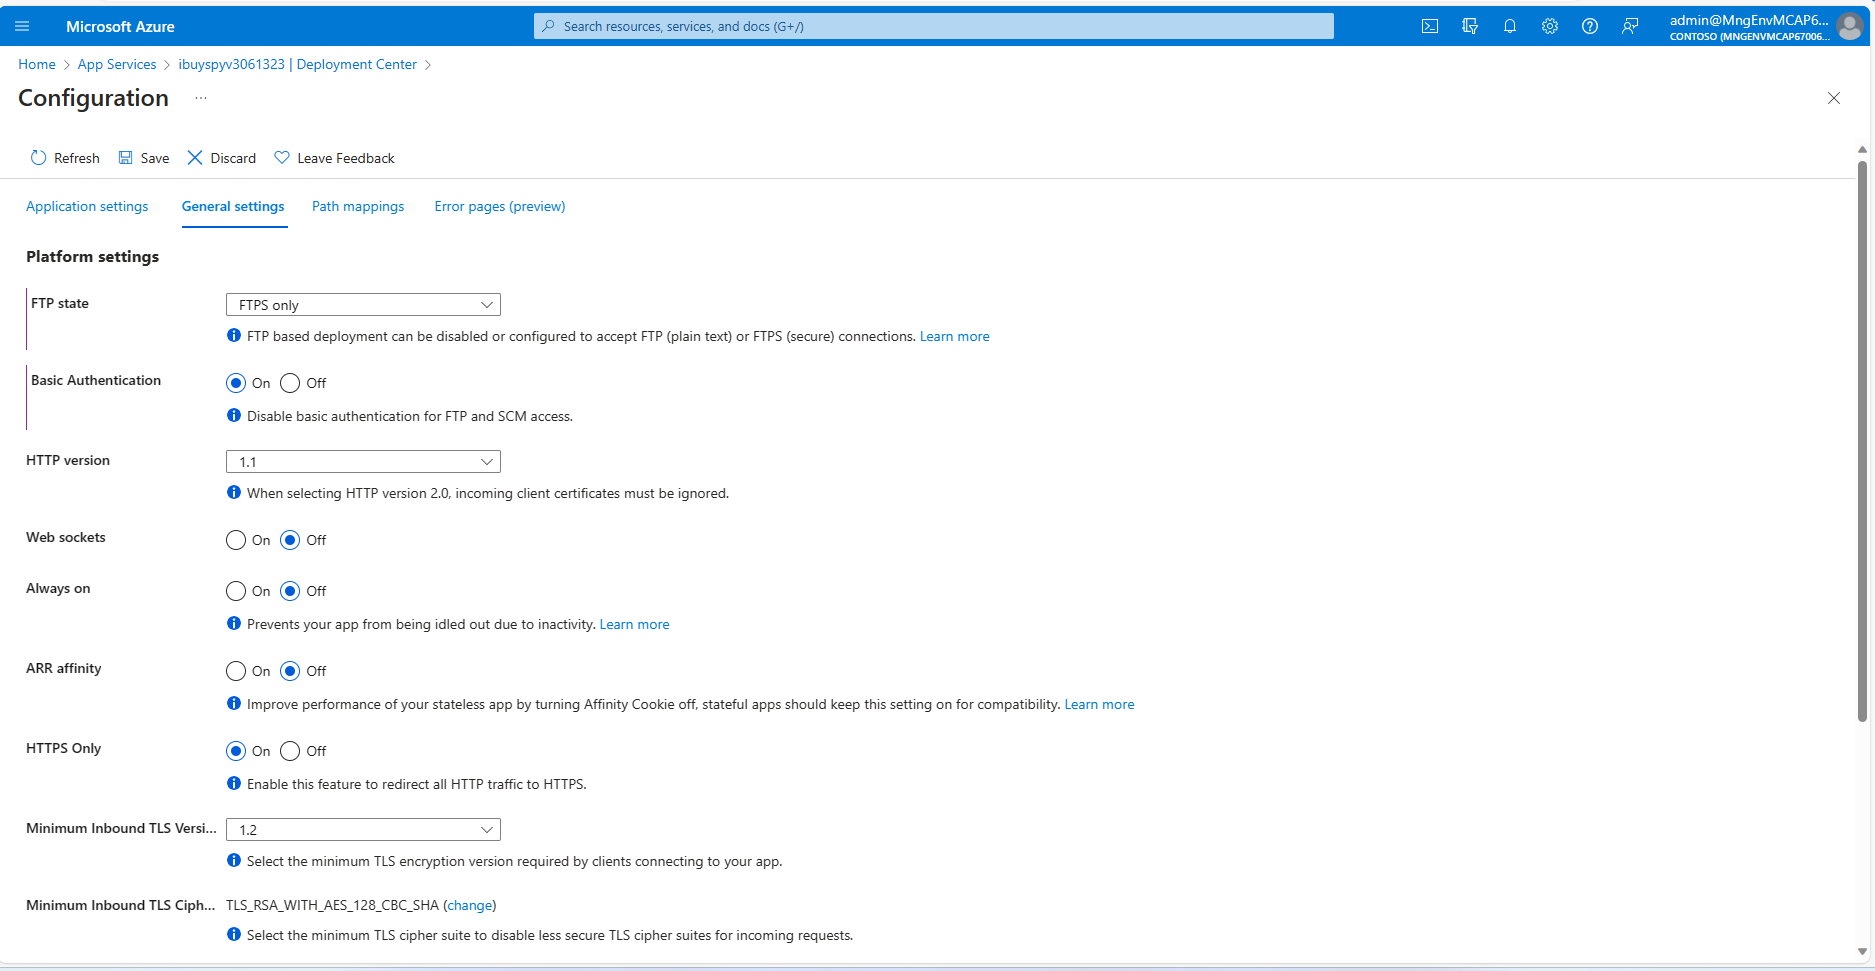 Microsoft Azure
Search resources, services, and docs (G+/)
admin@MngEnvMCAP6...
CONTOSO (MNGENVMCAP67006...
Home > App Services > ibuyspyv3061323 | Deployment Center >
Configuration ...
Refresh Save Discard Leave Feedback
Application settings General settings Path mappings Error pages (preview)
Platform settings
FTP state FTPS only
FTP based deployment can be disabled or configured to accept FTP (plain text) or FTPS (secure) connections. Learn more
Basic Authentication On Off
Disable basic authentication for FTP and SCM access.
HTTP version 1.1
When selecting HTTP version 2.0, incoming client certificates must be ignored.
Web sockets On Off
Always on On Off
Prevents your app from being idled out due to inactivity. Learn more
ARR affinity On Off
Improve performance of your stateless app by turning Affinity Cookie off, stateful apps should keep this setting on for compatibility. Learn more
HTTPS Only On Off
Enable this feature to redirect all HTTP traffic to HTTPS.
Minimum Inbound TLS Versi... 1.2
Select the minimum TLS encryption version required by clients connecting to your app.
Minimum Inbound TLS Ciph... TLS_RSA_WITH_AES_128_CBC_SHA (change)
Select the minimum TLS cipher suite to disable less secure TLS cipher suites for incoming requests.